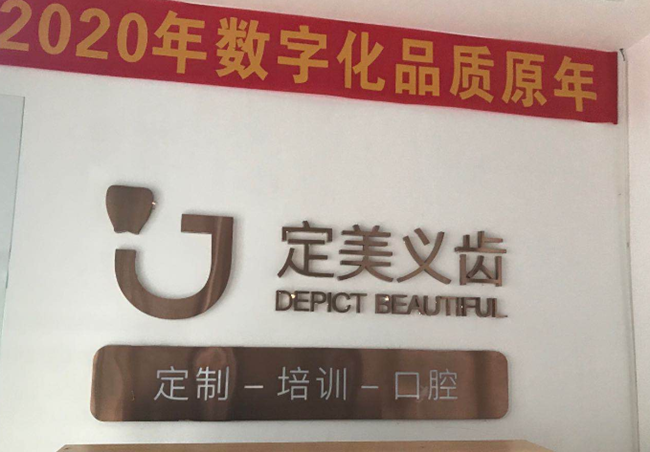 2020年数字化品质原年
定美义齿
DEPICT BEAUTIFUL
定制 – 培训 – 口腔